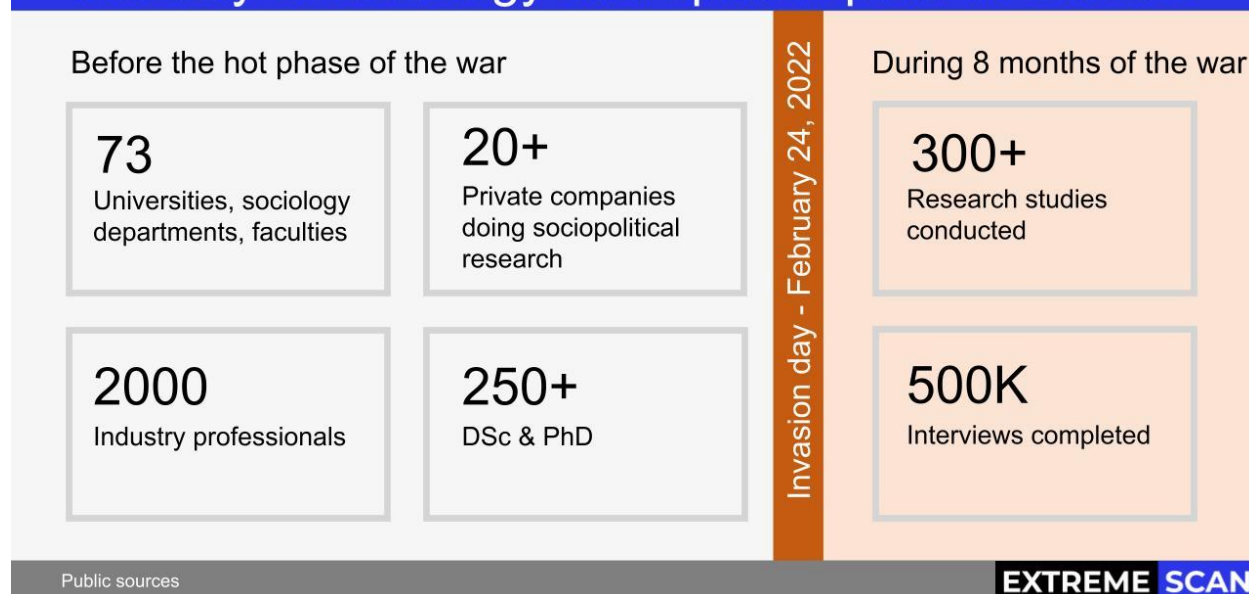 Before the hot phase of the war
73
Universities, sociology
departments, faculties
20+
Private companies
doing sociopolitical
research
2000
Industry professionals
250+
DSc & PhD
Invasion day - February 24, 2022
During 8 months of the war
300+
Research studies
conducted
500K
Interviews completed
Public sources
EXTREME SCAN